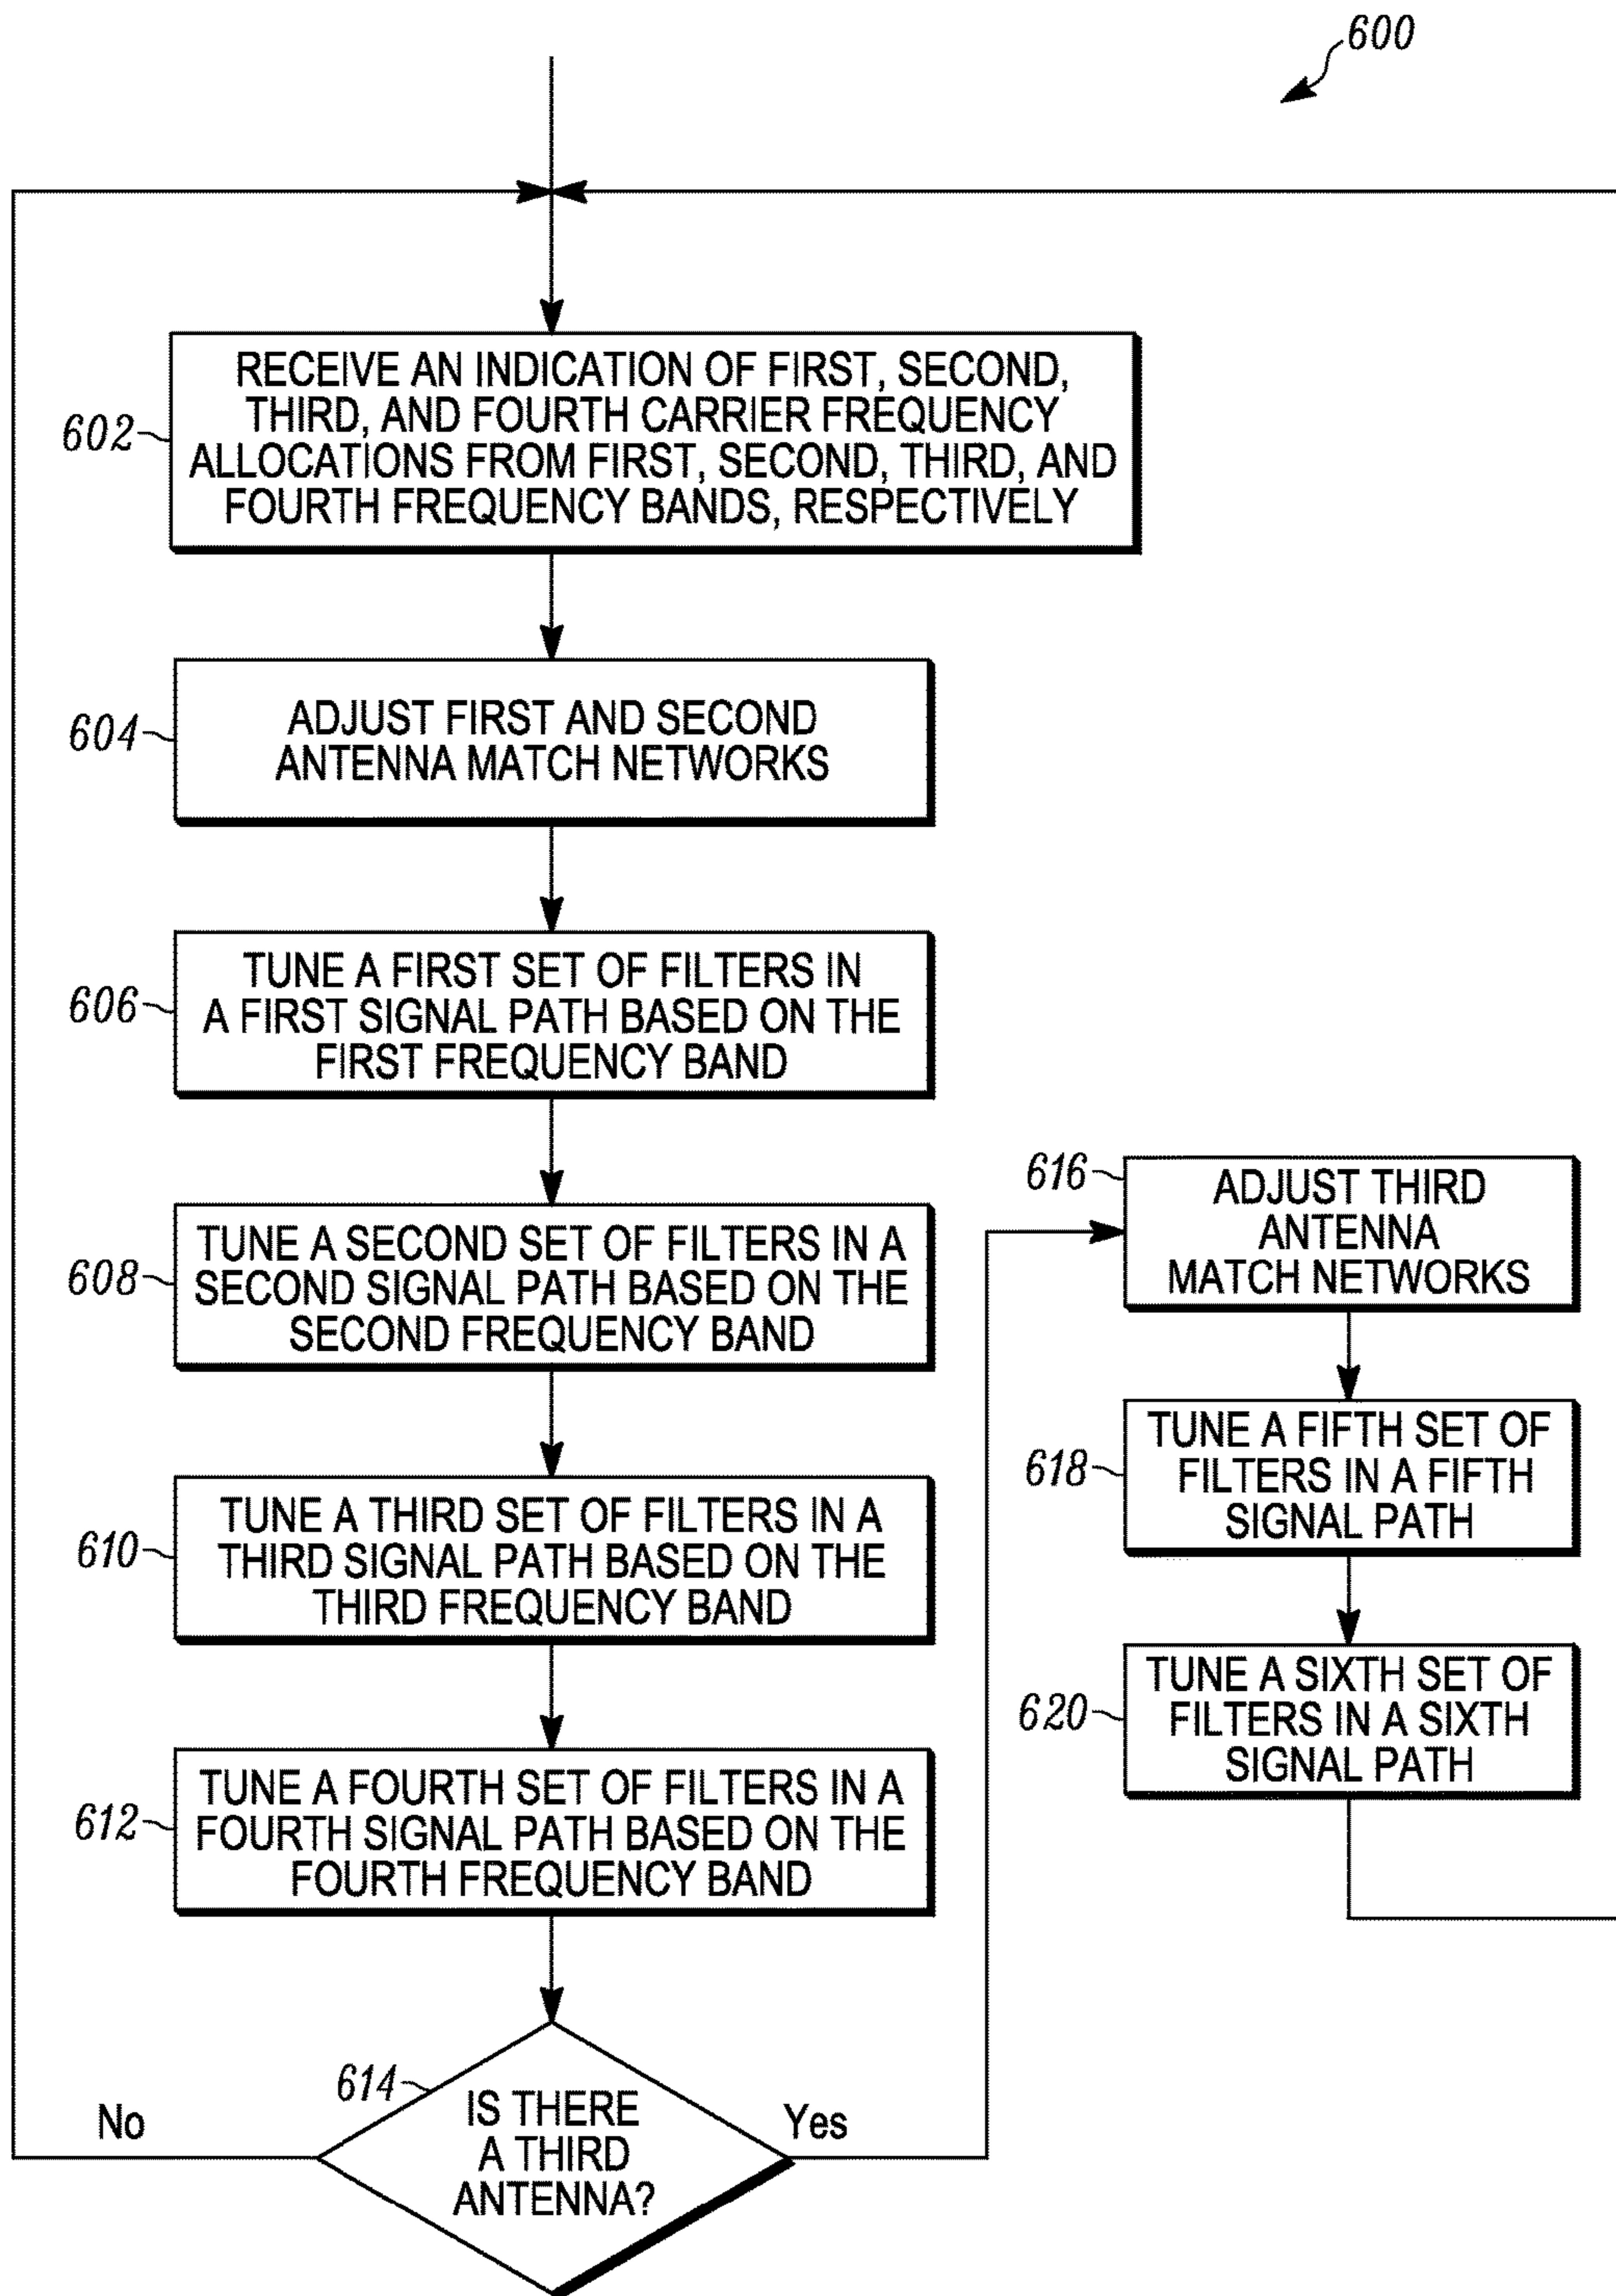 600
602
RECEIVE AN INDICATION OF FIRST, SECOND,
THIRD, AND FOURTH CARRIER FREQUENCY
ALLOCATIONS FROM FIRST, SECOND, THIRD, AND
FOURTH FREQUENCY BANDS, RESPECTIVELY
604
ADJUST FIRST AND SECOND
ANTENNA MATCH NETWORKS
606
TUNE A FIRST SET OF FILTERS IN
A FIRST SIGNAL PATH BASED ON THE
FIRST FREQUENCY BAND
608
TUNE A SECOND SET OF FILTERS IN A
SECOND SIGNAL PATH BASED ON THE
SECOND FREQUENCY BAND
610
TUNE A THIRD SET OF FILTERS IN A
THIRD SIGNAL PATH BASED ON THE
THIRD FREQUENCY BAND
612
TUNE A FOURTH SET OF FILTERS IN A
FOURTH SIGNAL PATH BASED ON THE
FOURTH FREQUENCY BAND
614
IS THERE
A THIRD
ANTENNA?
No
Yes
616
ADJUST THIRD
ANTENNA
MATCH NETWORKS
618
TUNE A FIFTH SET OF
FILTERS IN A FIFTH
SIGNAL PATH
620
TUNE A SIXTH SET OF
FILTERS IN A SIXTH
SIGNAL PATH